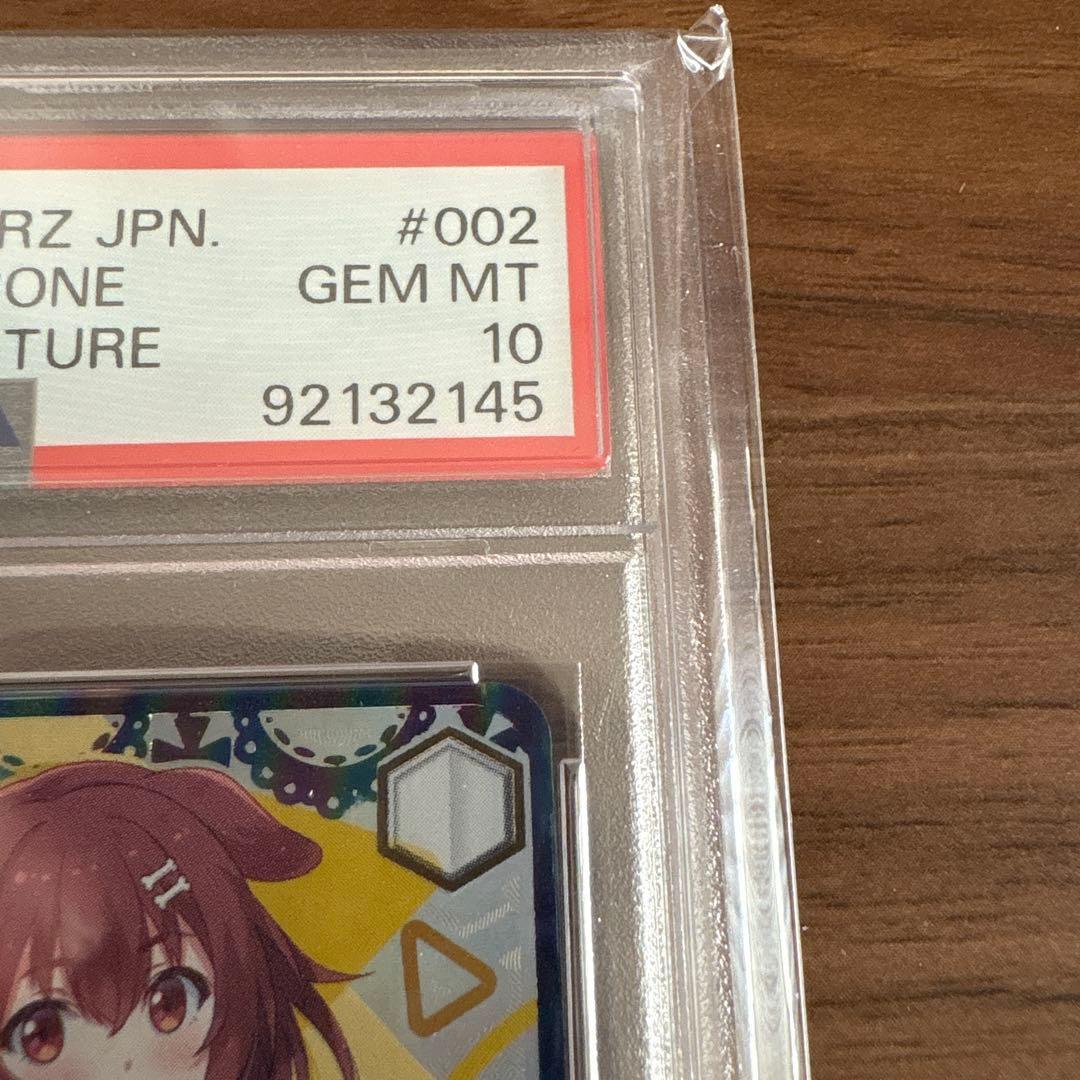 RZ JPN. #002
ONE GEM MT
TURE 10
92132145